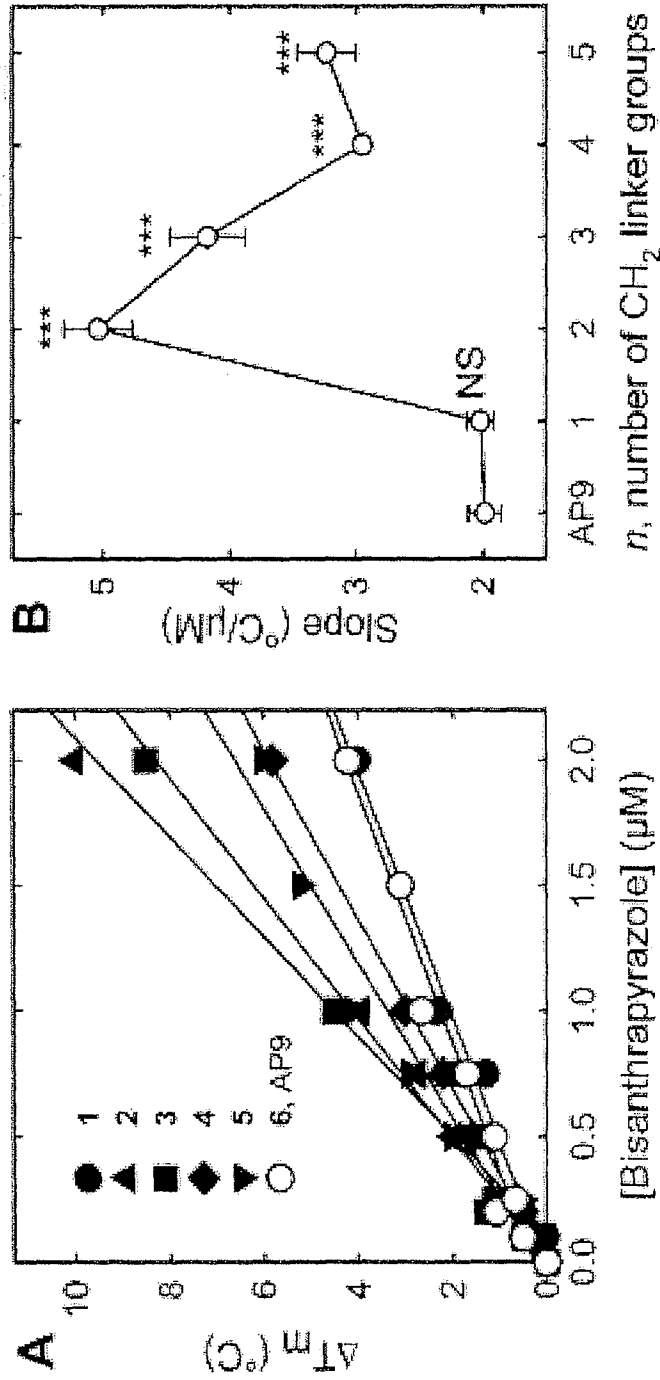 A
ΔTm (°C)
10
8
6
4
2
0
1
2
3
4
5
6, AP9
0.0 0.5 1.0 1.5 2.0
[Bisanthrapyrazole] (μM)
B
Slope (°C/μM)
5
4
3
2
***
***
***
***
NS
AP9 1 2 3 4 5
n, number of CH2 linker groups